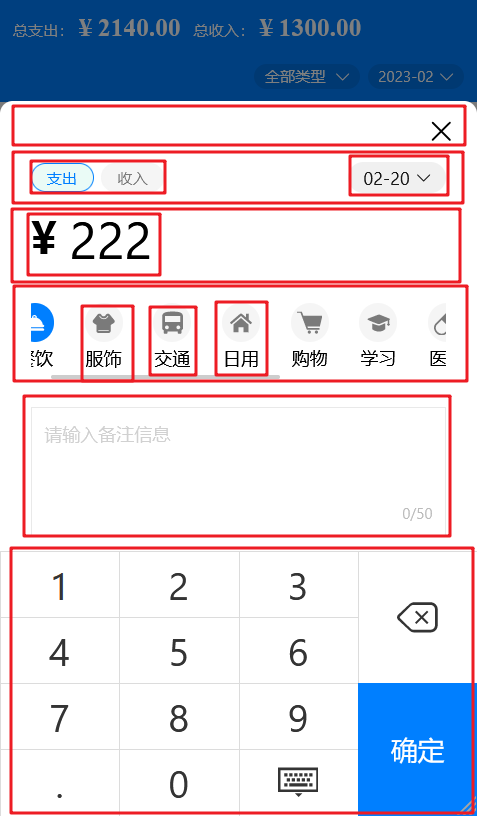 总支出： ¥ 2140.00 总收入： ¥ 1300.00
全部类型 2023-02
支出 收入 02-20
¥ 222
餐饮 服饰 交通 日用 购物 学习 医
请输入备注信息
0/50
1 2 3
4 5 6
7 8 9
. 0
确定